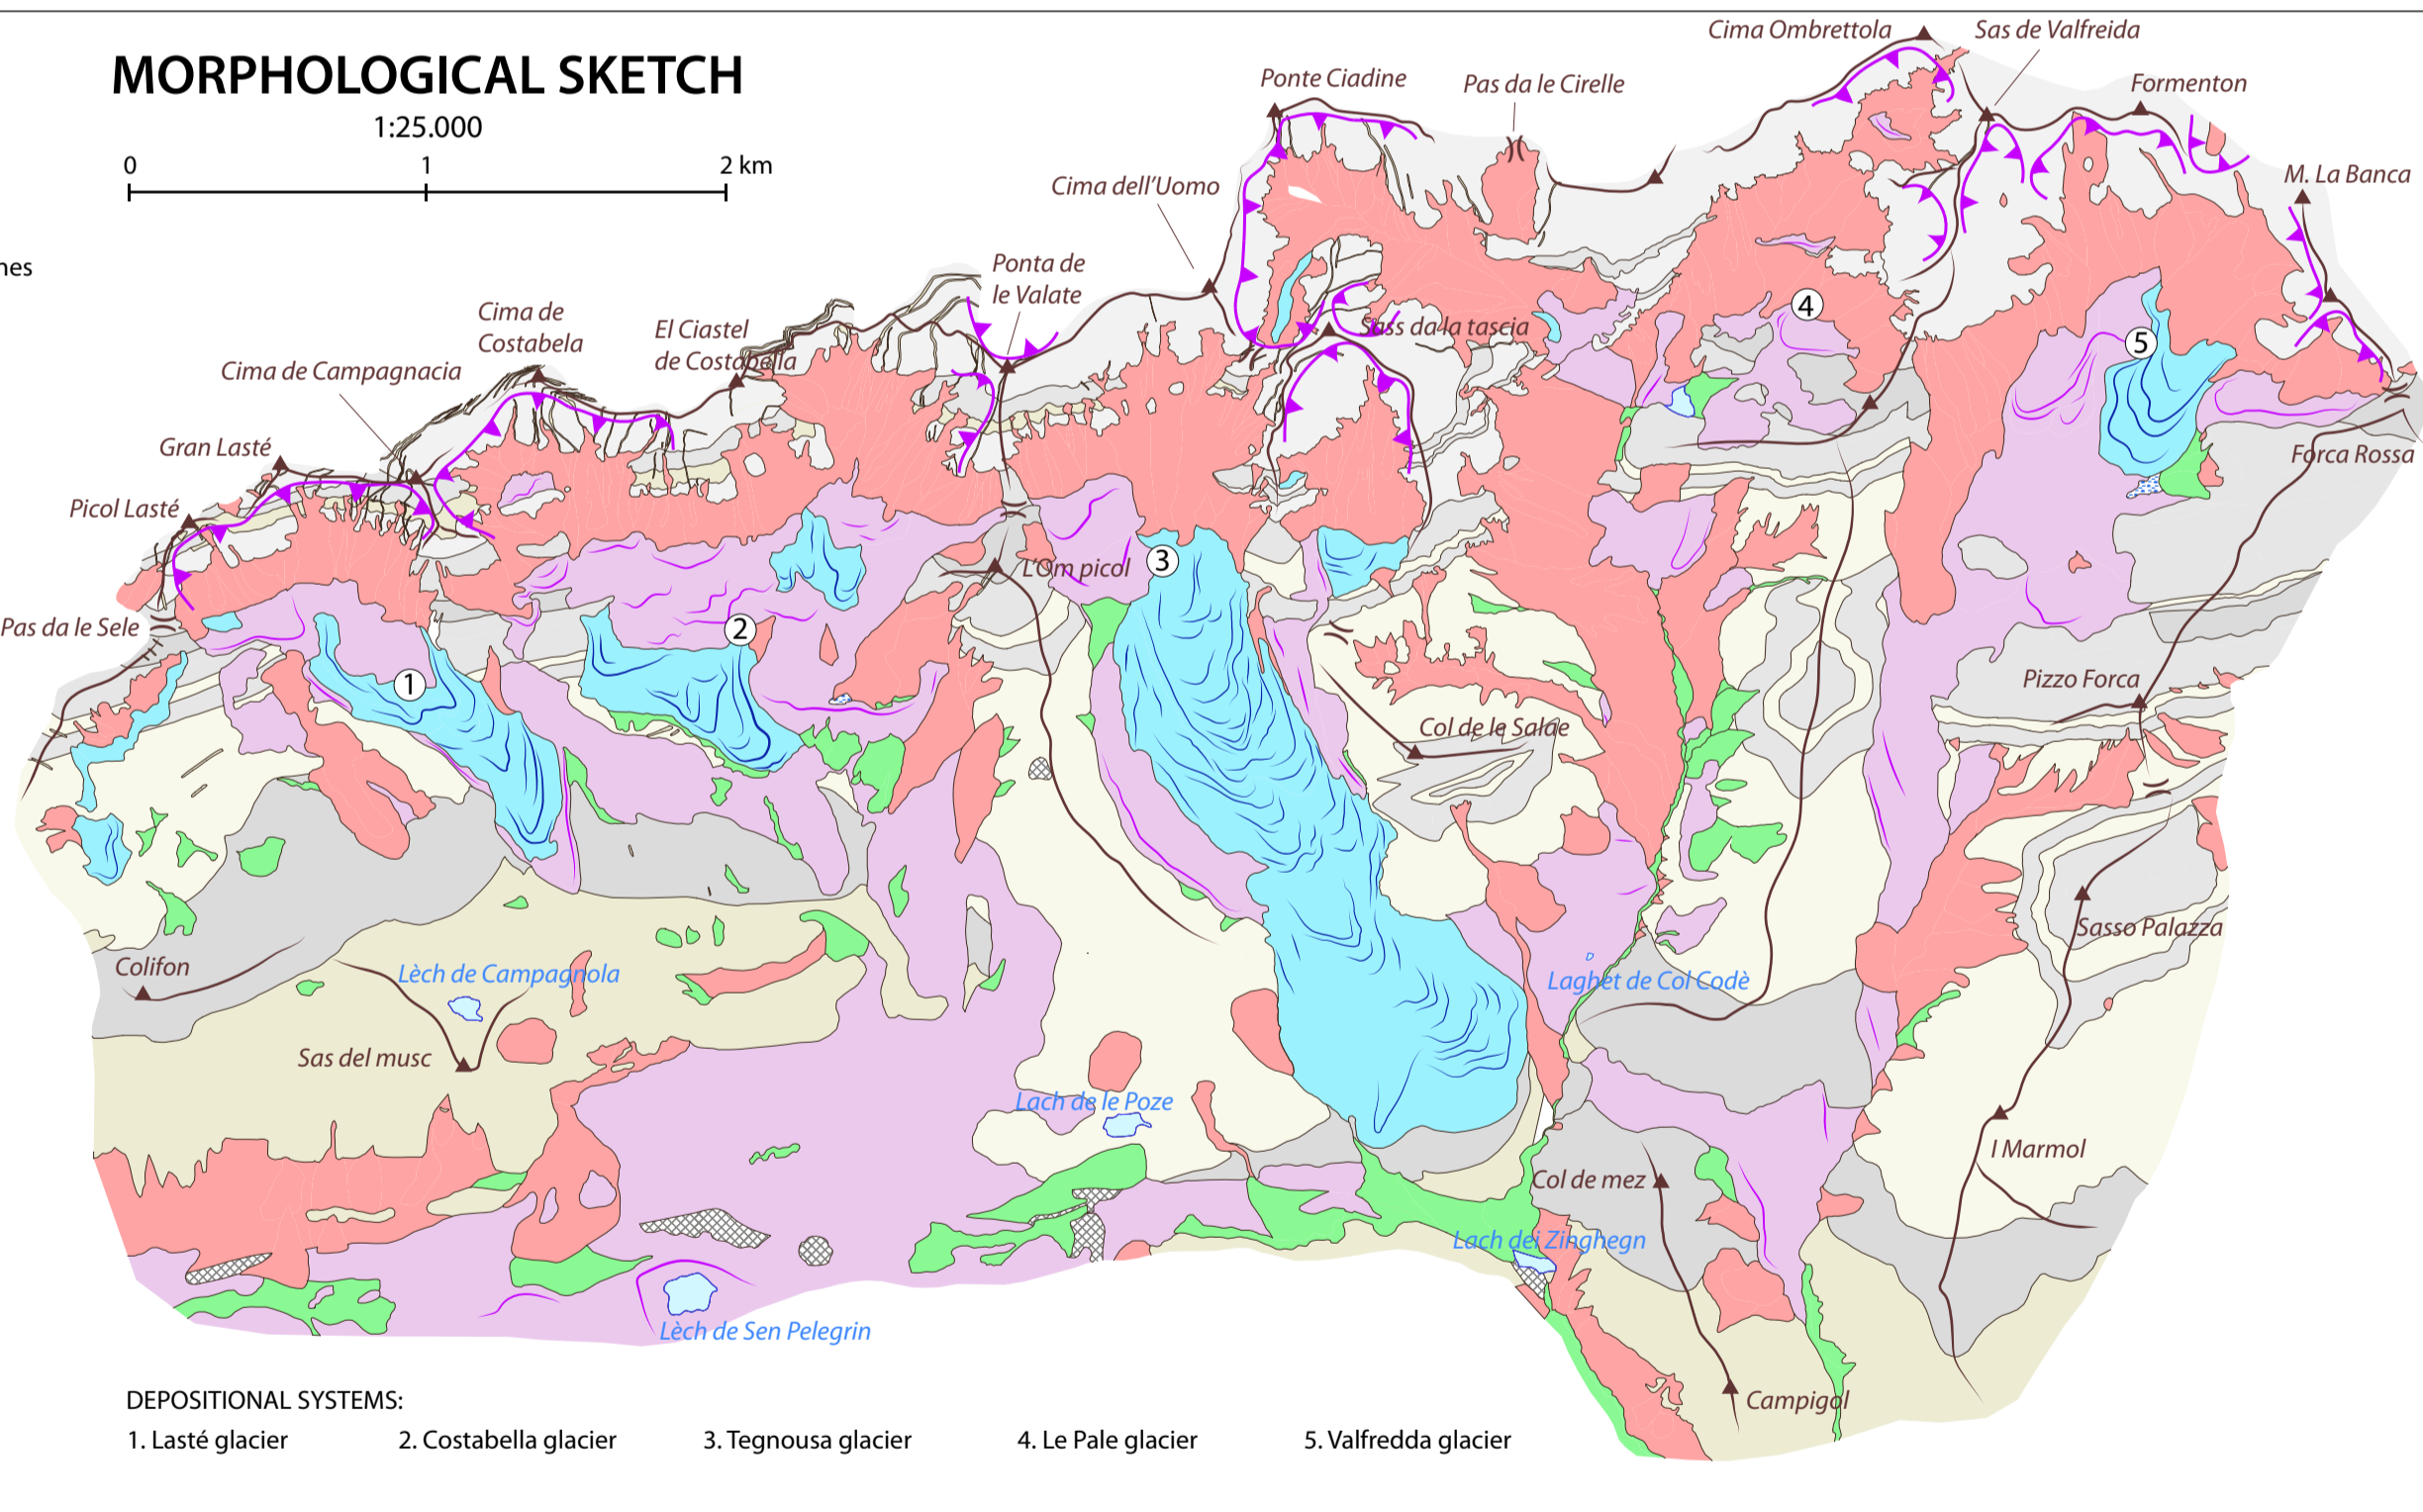 MORPHOLOGICAL SKETCH
1:25.000
0 1 2 km
nes
Cima Ombrettola
Sas de Valfreida
Ponte Ciadine
Pas da le Cirelle
Formenton
M. La Banca
Cima dell'Uomo
Ponta de
le Valate
Cima de
Costabela
El Ciastel
de Costabella
Sass da la tascia
Cima de Campagnacia
Gran Lasté
Picol Lasté
Pas da le Sele
L'Om picol
Forca Rossa
4
5
3
2
1
Pizzo Forca
Col de le Salae
Sasso Palazza
Colifon
Lèch de Campagnola
Laghet de Col Codè
Sas del musc
Lach de le Poze
I Marmol
Col de mez
Lach dei Zinghegn
Lèch de Sen Pelegrin
Campigol
DEPOSITIONAL SYSTEMS:
1. Lasté glacier 2. Costabella glacier 3. Tegnousa glacier 4. Le Pale glacier 5. Valfredda glacier